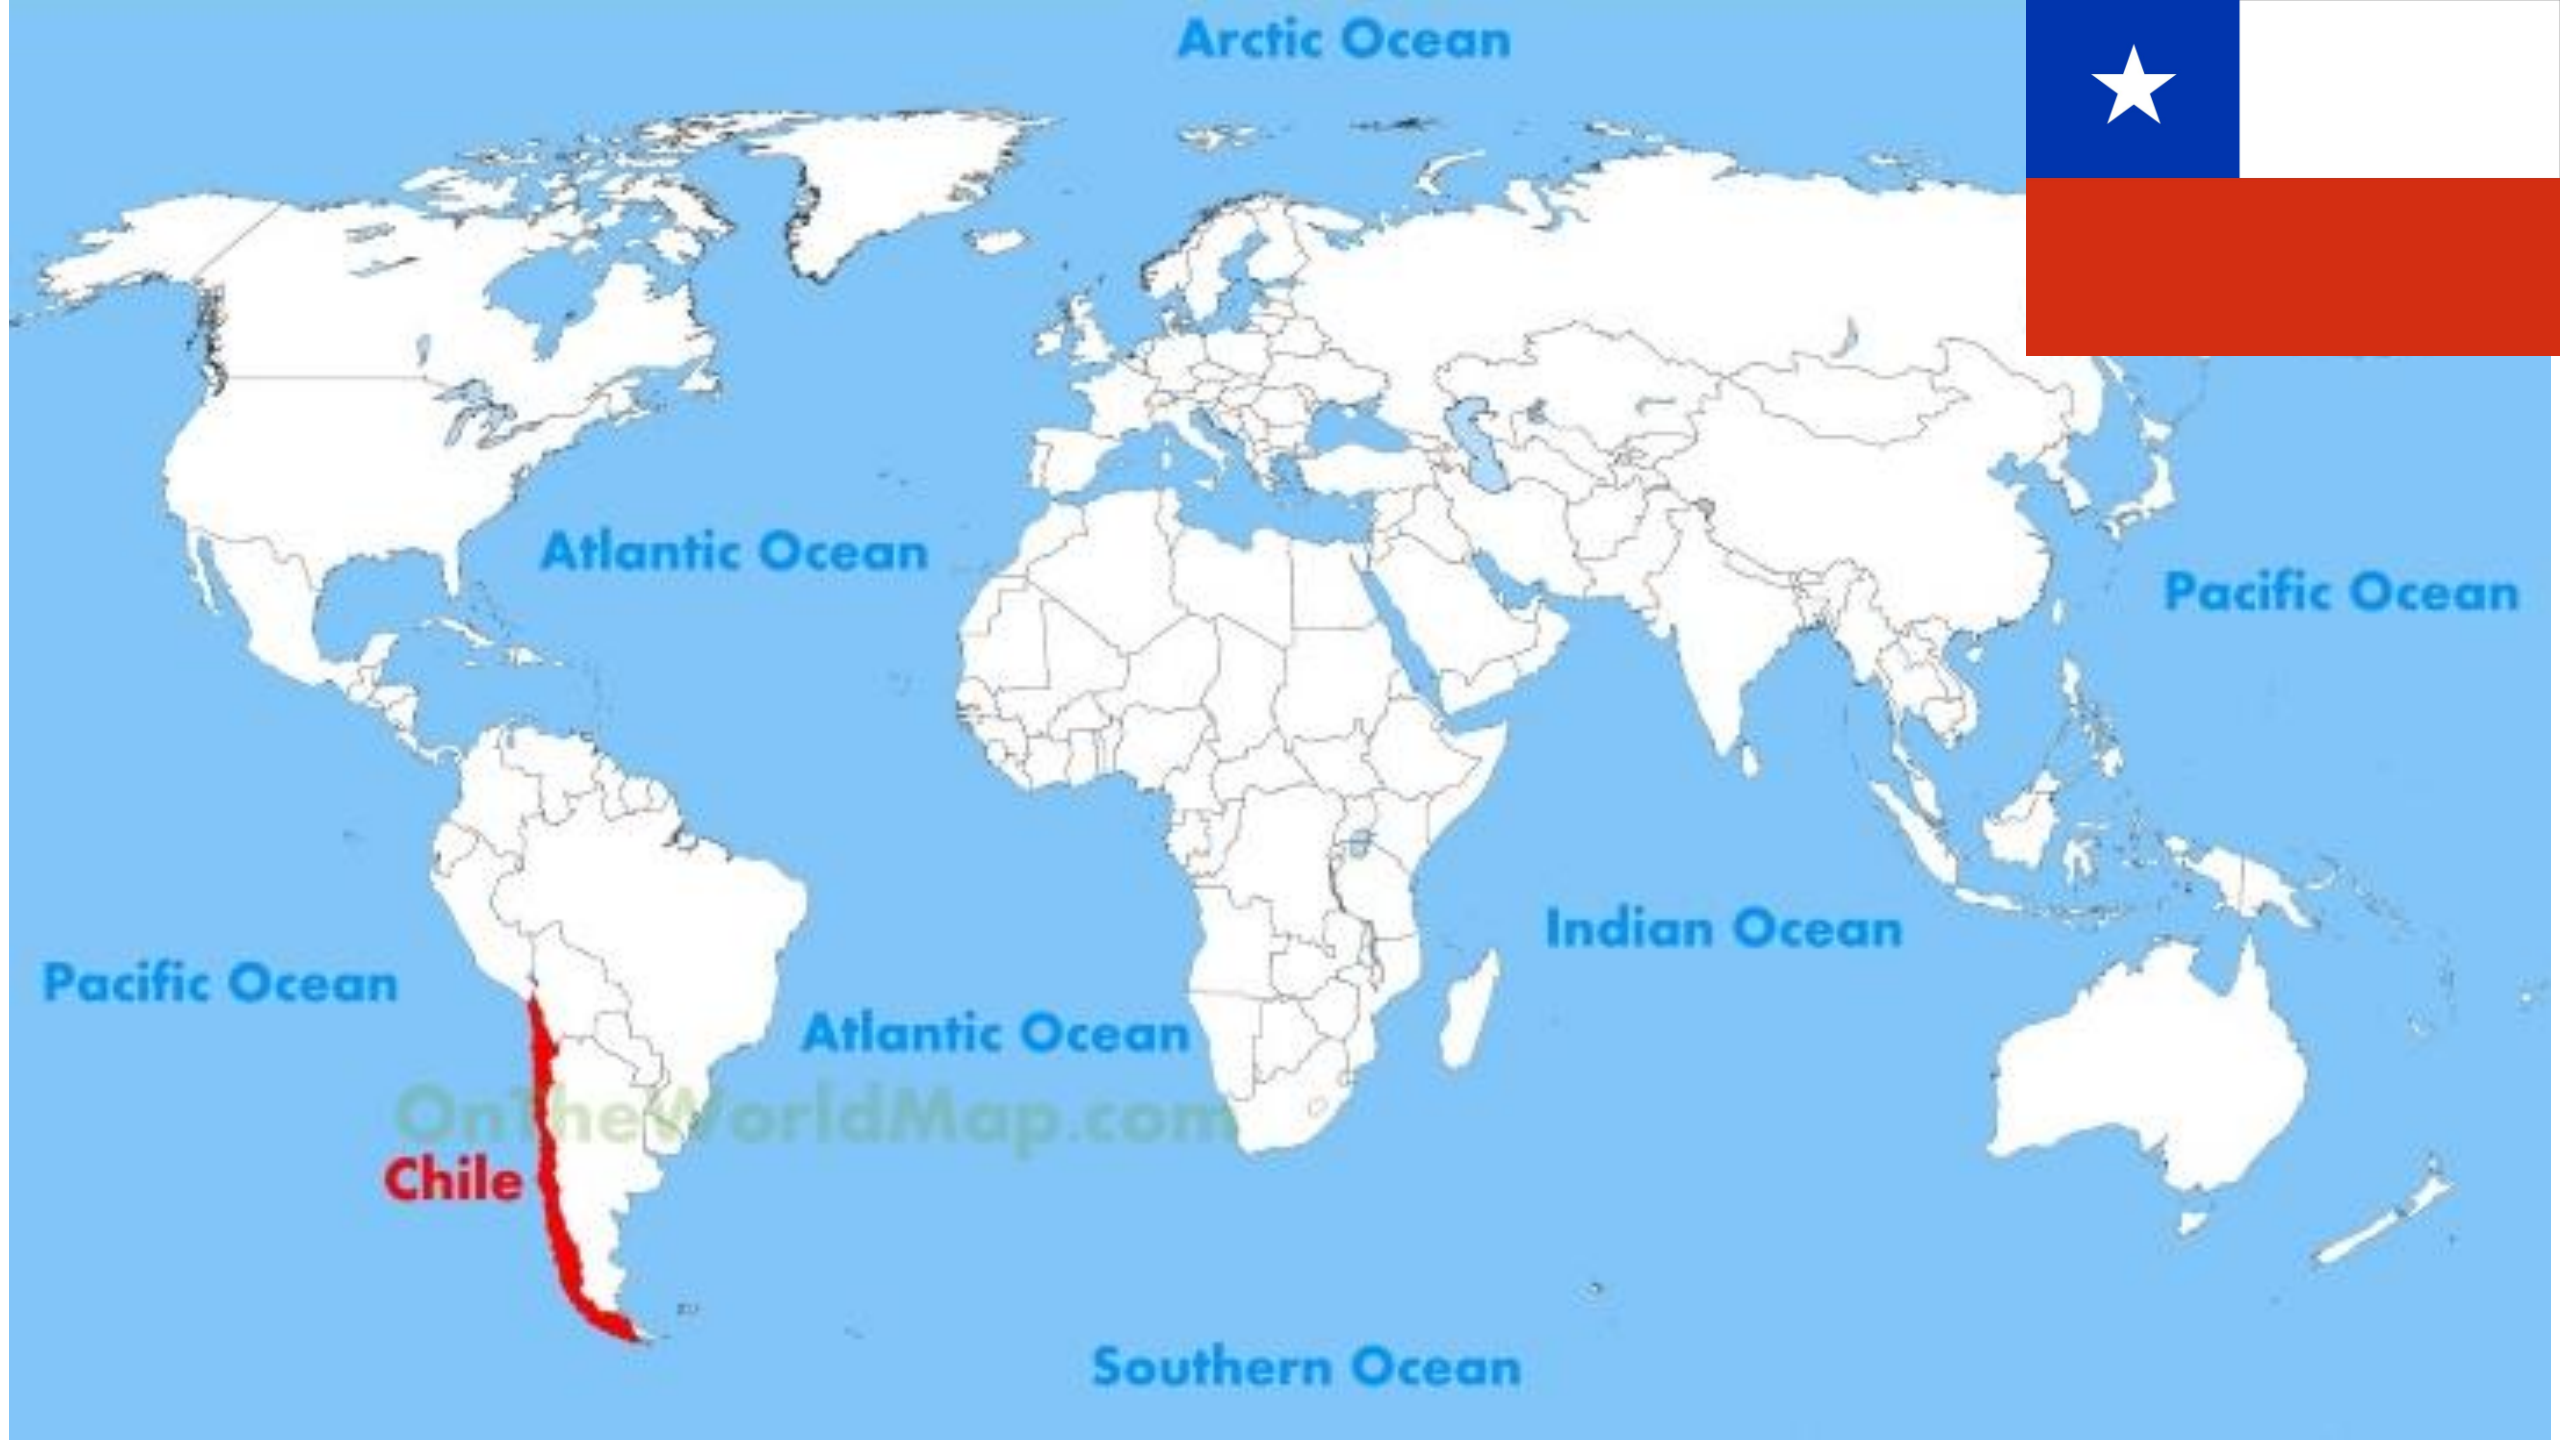 Arctic Ocean
Atlantic Ocean
Pacific Ocean
Indian Ocean
Pacific Ocean
Atlantic Ocean
OnTheWorldMap.com
Chile
Southern Ocean